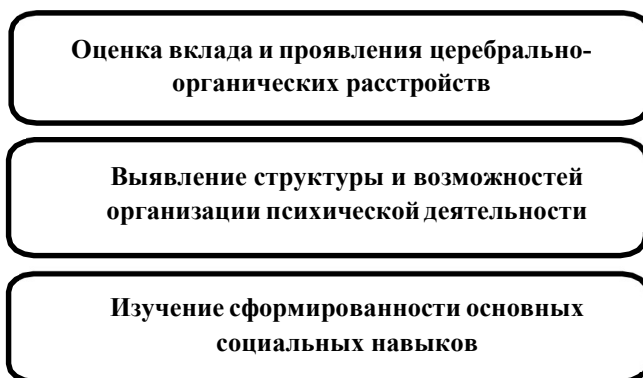 Оценка вклада и проявления церебрально-
органических расстройств
Выявление структуры и возможностей
организации психической деятельности
Изучение сформированности основных
социальных навыков